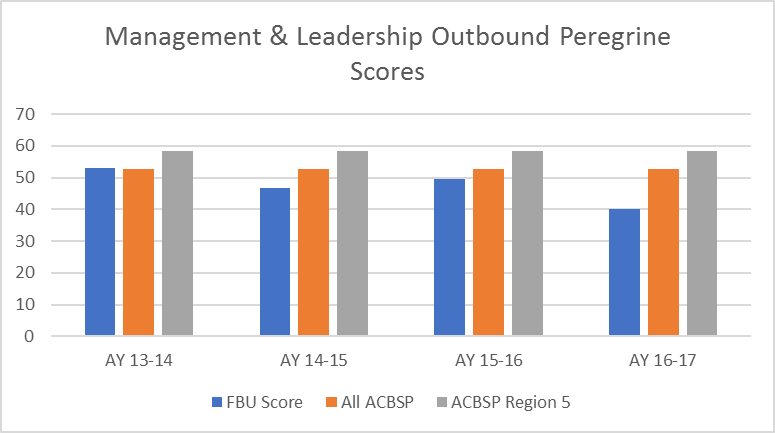 Management & Leadership Outbound Peregrine
Scores
70
60
50
40
30
20
10
0
AY 13-14 AY 14-15 AY 15-16 AY 16-17
FBU Score All ACBSP ACBSP Region 5